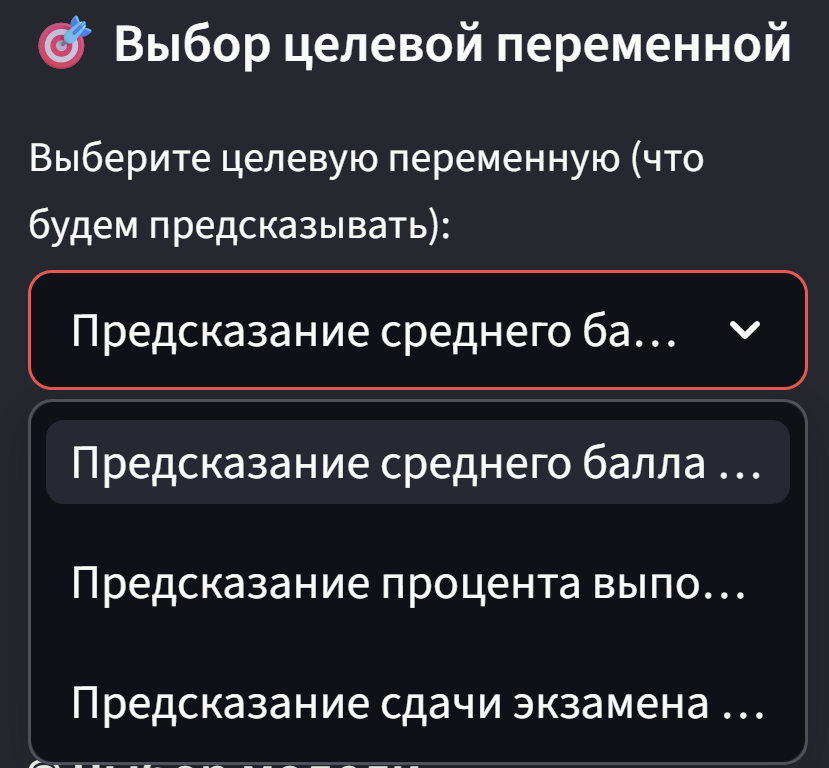 Выбор целевой переменной
Выберите целевую переменную (что
будем предсказывать):
Предсказание среднего ба...
Предсказание среднего балла ...
Предсказание процента выпо...
Предсказание сдачи экзамена ...